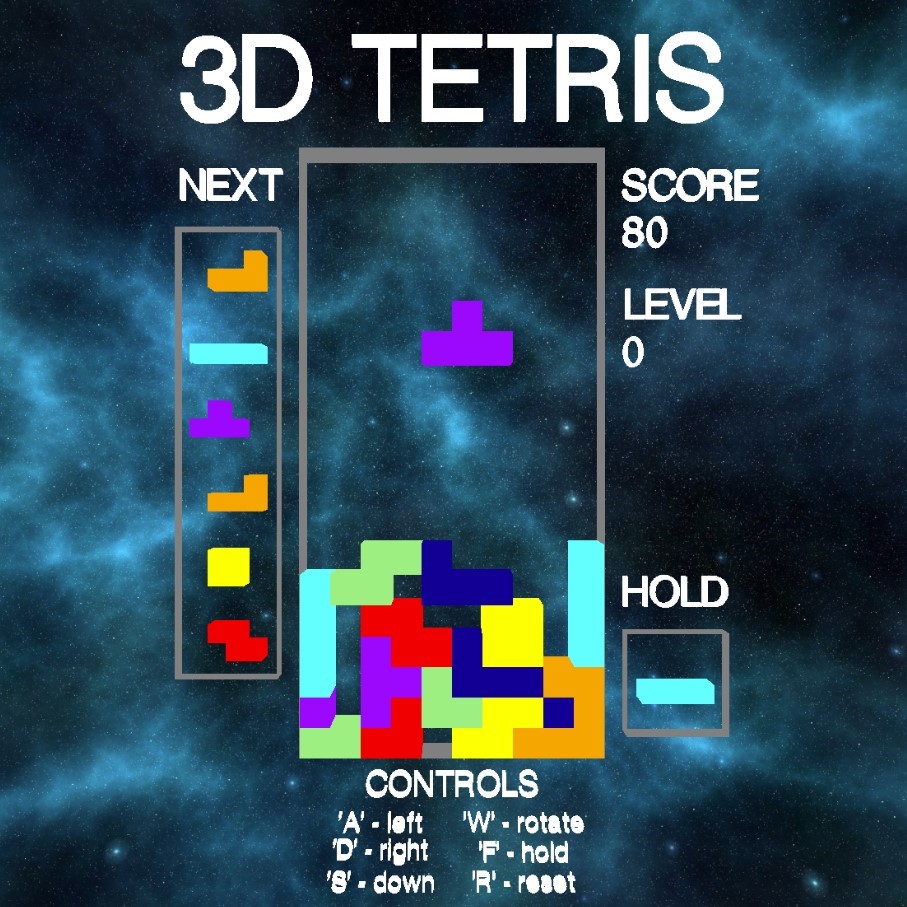 3D TETRIS
NEXT
SCORE
80
LEVEL
0
HOLD
CONTROLS
'A' - left 'W' - rotate
'D' - right 'F' - hold
'S' - down 'R' - reset